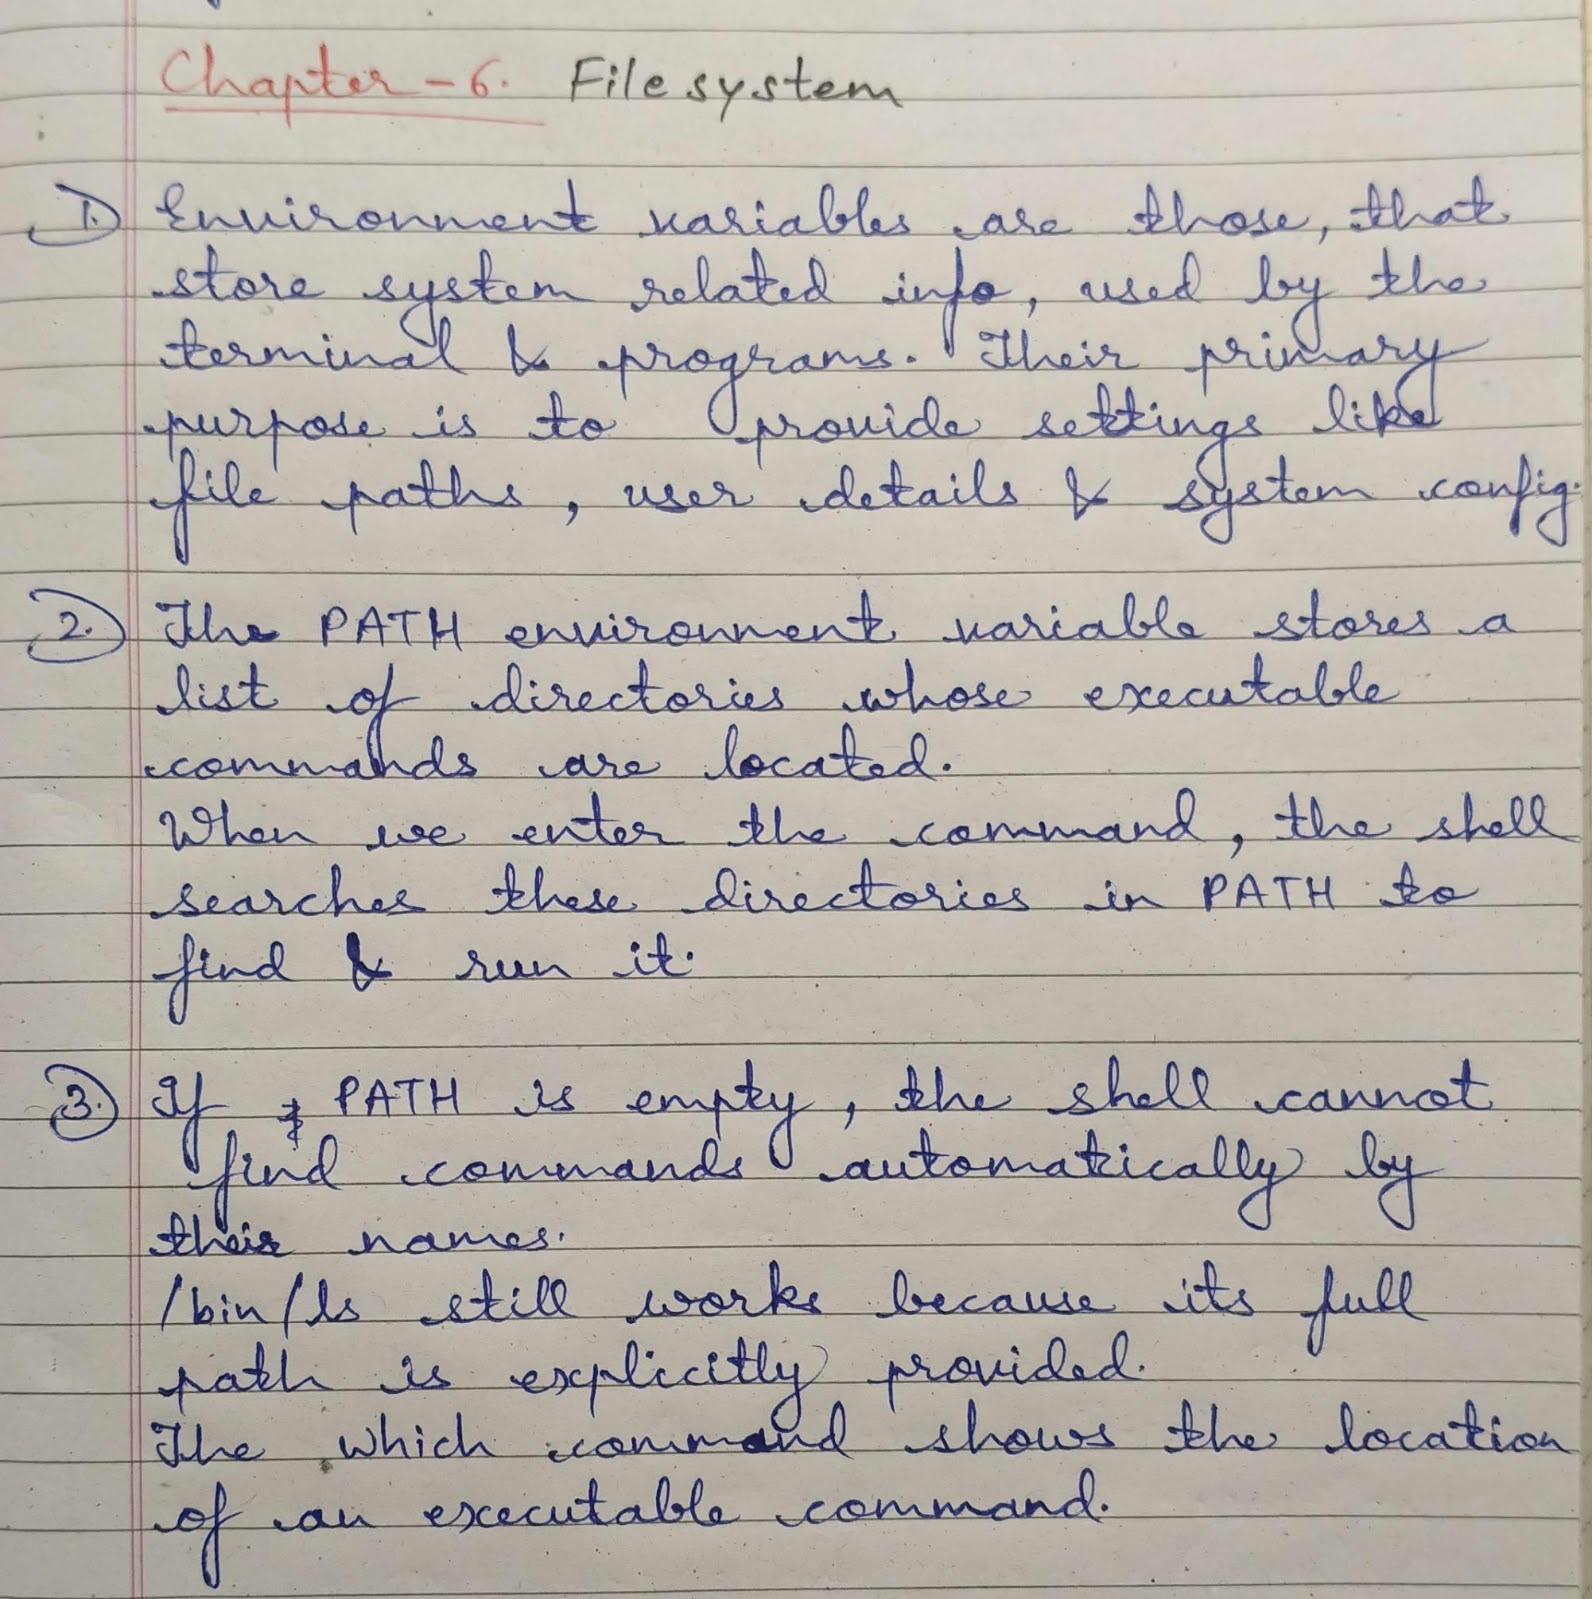 Chapter - 6. File system
1. Environment variables are those, that
store system related info, used by the
terminal & programs. Their primary
purpose is to provide settings like
file paths, user details & system config.
2. The PATH environment variable stores a
list of directories whose executable
commands are located.
When we enter the command, the shell
searches these directories in PATH to
find & run it.
3. If PATH is empty, the shell cannot
find commands automatically by
their names.
/bin/ls still works because its full
path is explicitly provided.
The which command shows the location
of an executable command.